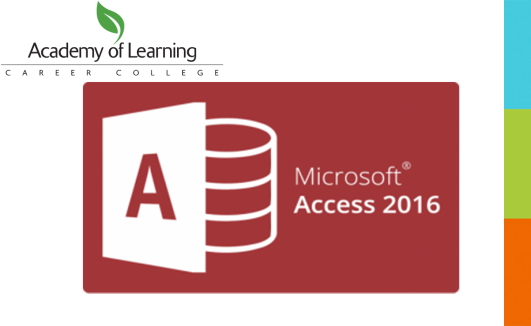 Academy of Learning
CAREER COLLEGE
A
Microsoft®
Access 2016